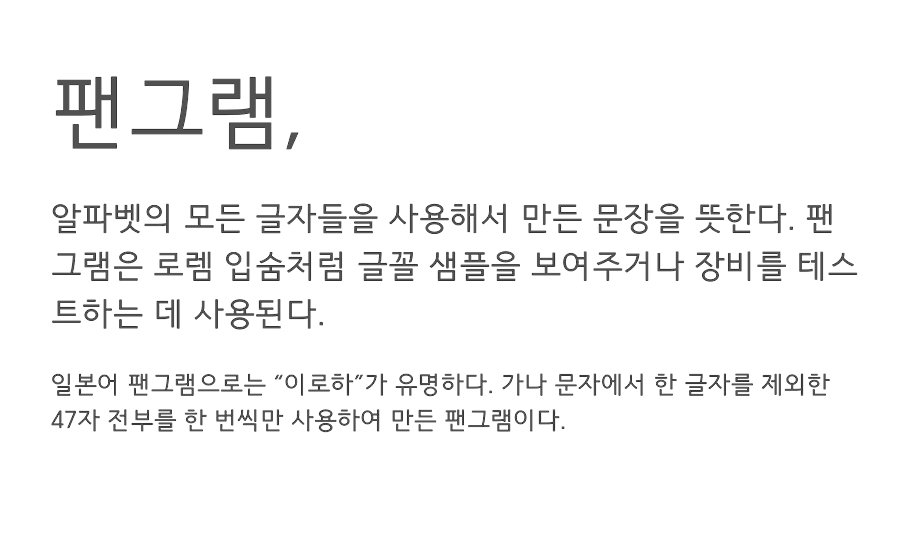 팬그램,
알파벳의 모든 글자들을 사용해서 만든 문장을 뜻한다. 팬
그램은 로렘 입숨처럼 글꼴 샘플을 보여주거나 장비를 테스
트하는 데 사용된다.
일본어 팬그램으로는 “이로하”가 유명하다. 가나 문자에서 한 글자를 제외한
47자 전부를 한 번씩만 사용하여 만든 팬그램이다.